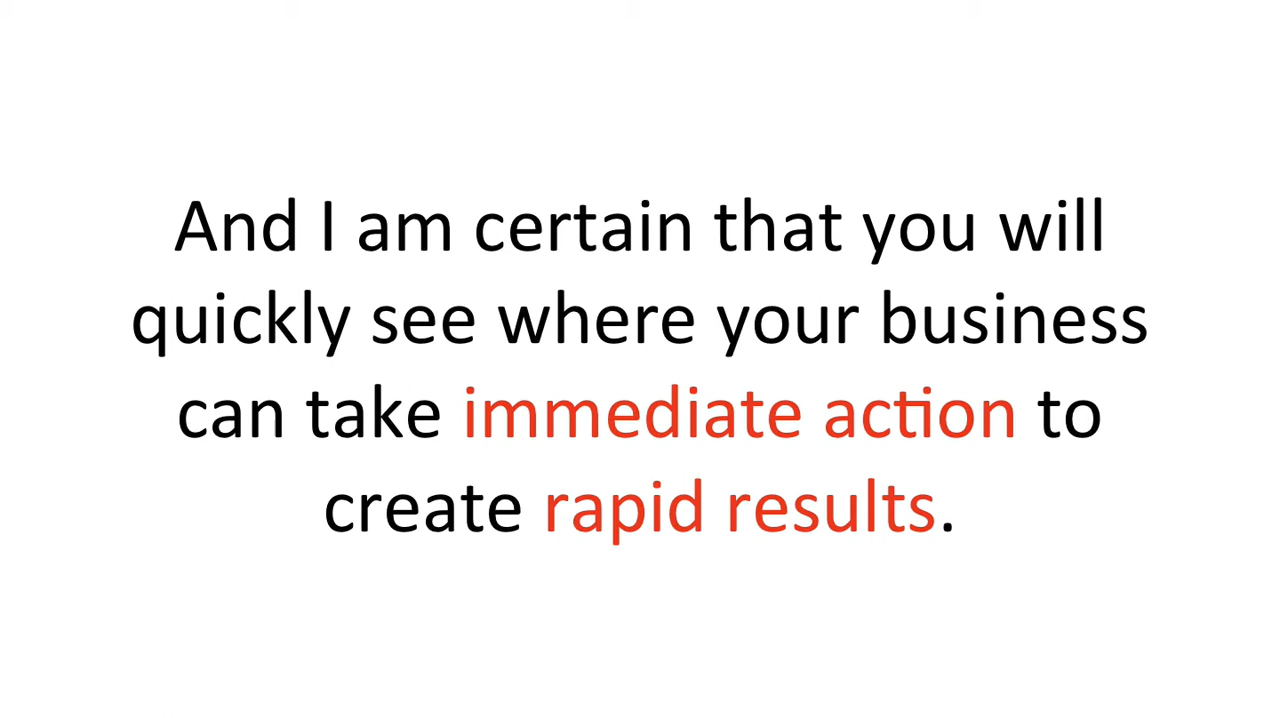 And I am certain that you will
quickly see where your business
can take immediate action to
create rapid results.